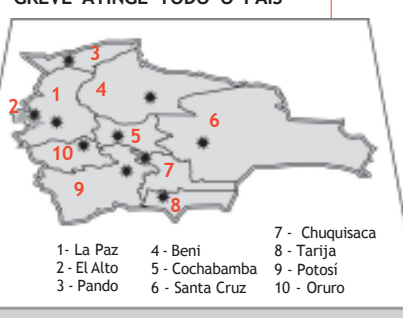 GREVE ATINGE TODO O PAÍS
3
1
4
2
6
5
10
7
9
8
1- La Paz
2 - El Alto
3 - Pando
4 - Beni
5 - Cochabamba
6 - Santa Cruz
7 - Chuquisaca
8 - Tarija
9 - Potosí
10 - Oruro